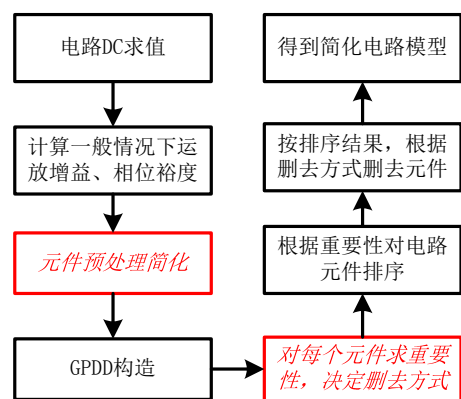 电路DC求值
计算一般情况下运
放增益、相位裕度
元件预处理简化
GPDD构造
对每个元件求重要
性，决定删去方式
根据重要性对电路
元件排序
按排序结果，根据
删去方式删去元件
得到简化电路模型